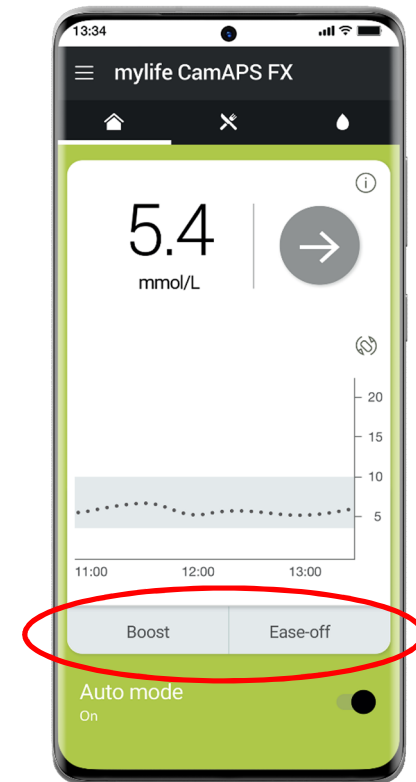 13:34
mylife CamAPS FX
5.4
mmol/L
20
15
10
5
11:00 12:00 13:00
Boost Ease-off
Auto mode
On